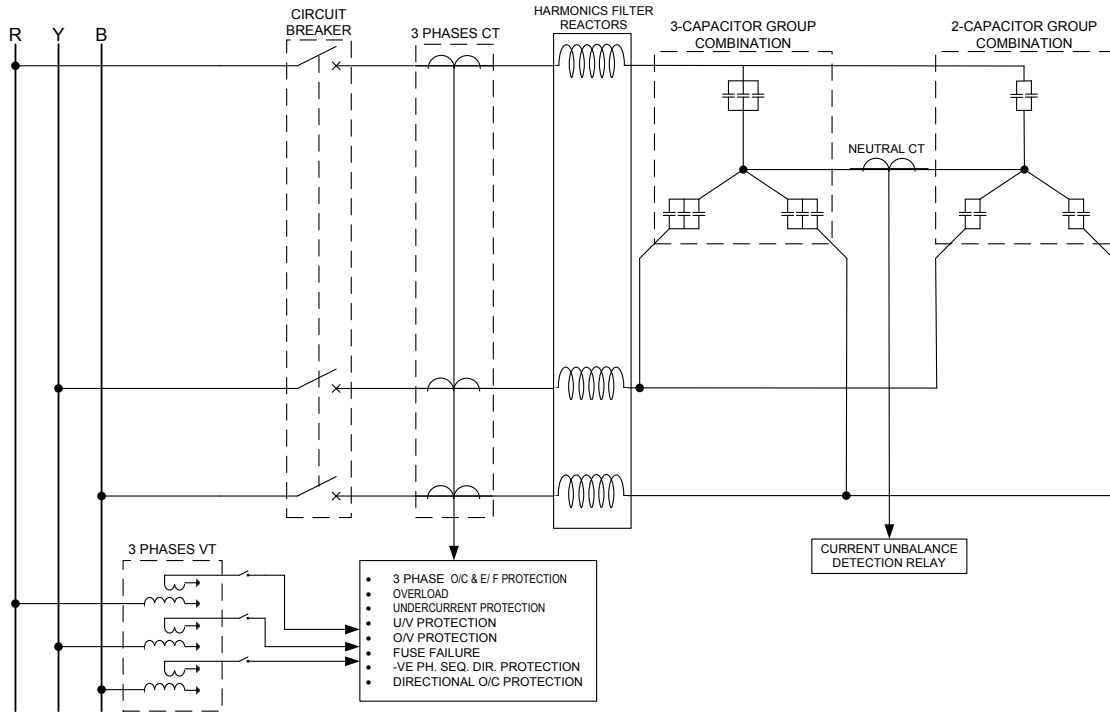 R Y B
CIRCUIT
BREAKER
3 PHASES CT
HARMONICS FILTER
REACTORS
3-CAPACITOR GROUP
COMBINATION
2-CAPACITOR GROUP
COMBINATION
NEUTRAL CT
CURRENT UNBALANCE
DETECTION RELAY
3 PHASES VT
• 3 PHASE O/C & E/ F PROTECTION
• OVERLOAD
• UNDERCURRENT PROTECTION
• U/V PROTECTION
• O/V PROTECTION
• FUSE FAILURE
• -VE PH. SEQ. DIR. PROTECTION
• DIRECTIONAL O/C PROTECTION